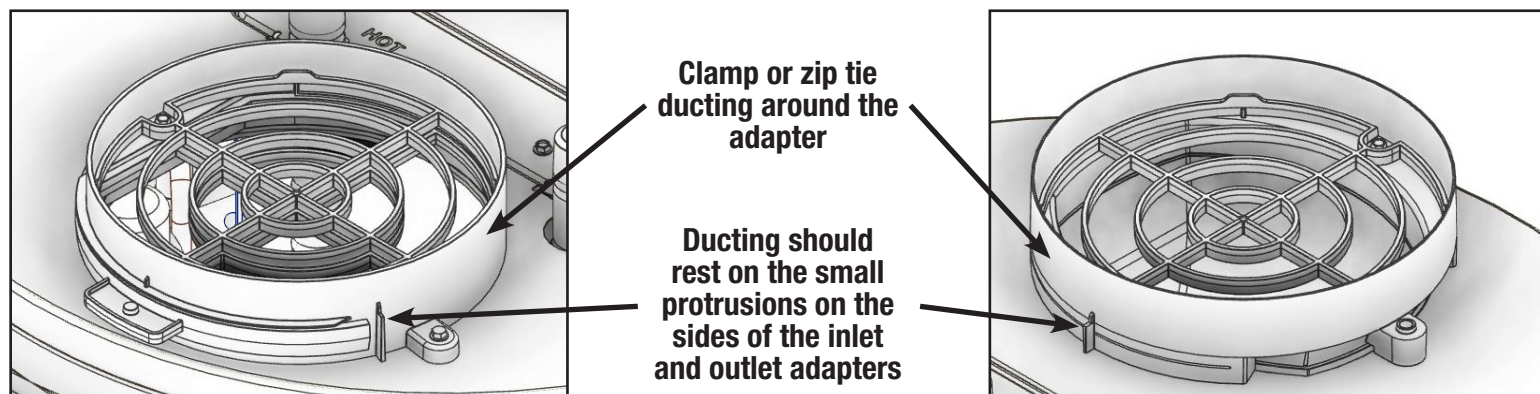 HOT
Clamp or zip tie
ducting around the
adapter
Ducting should
rest on the small
protrusions on the
sides of the inlet
and outlet adapters